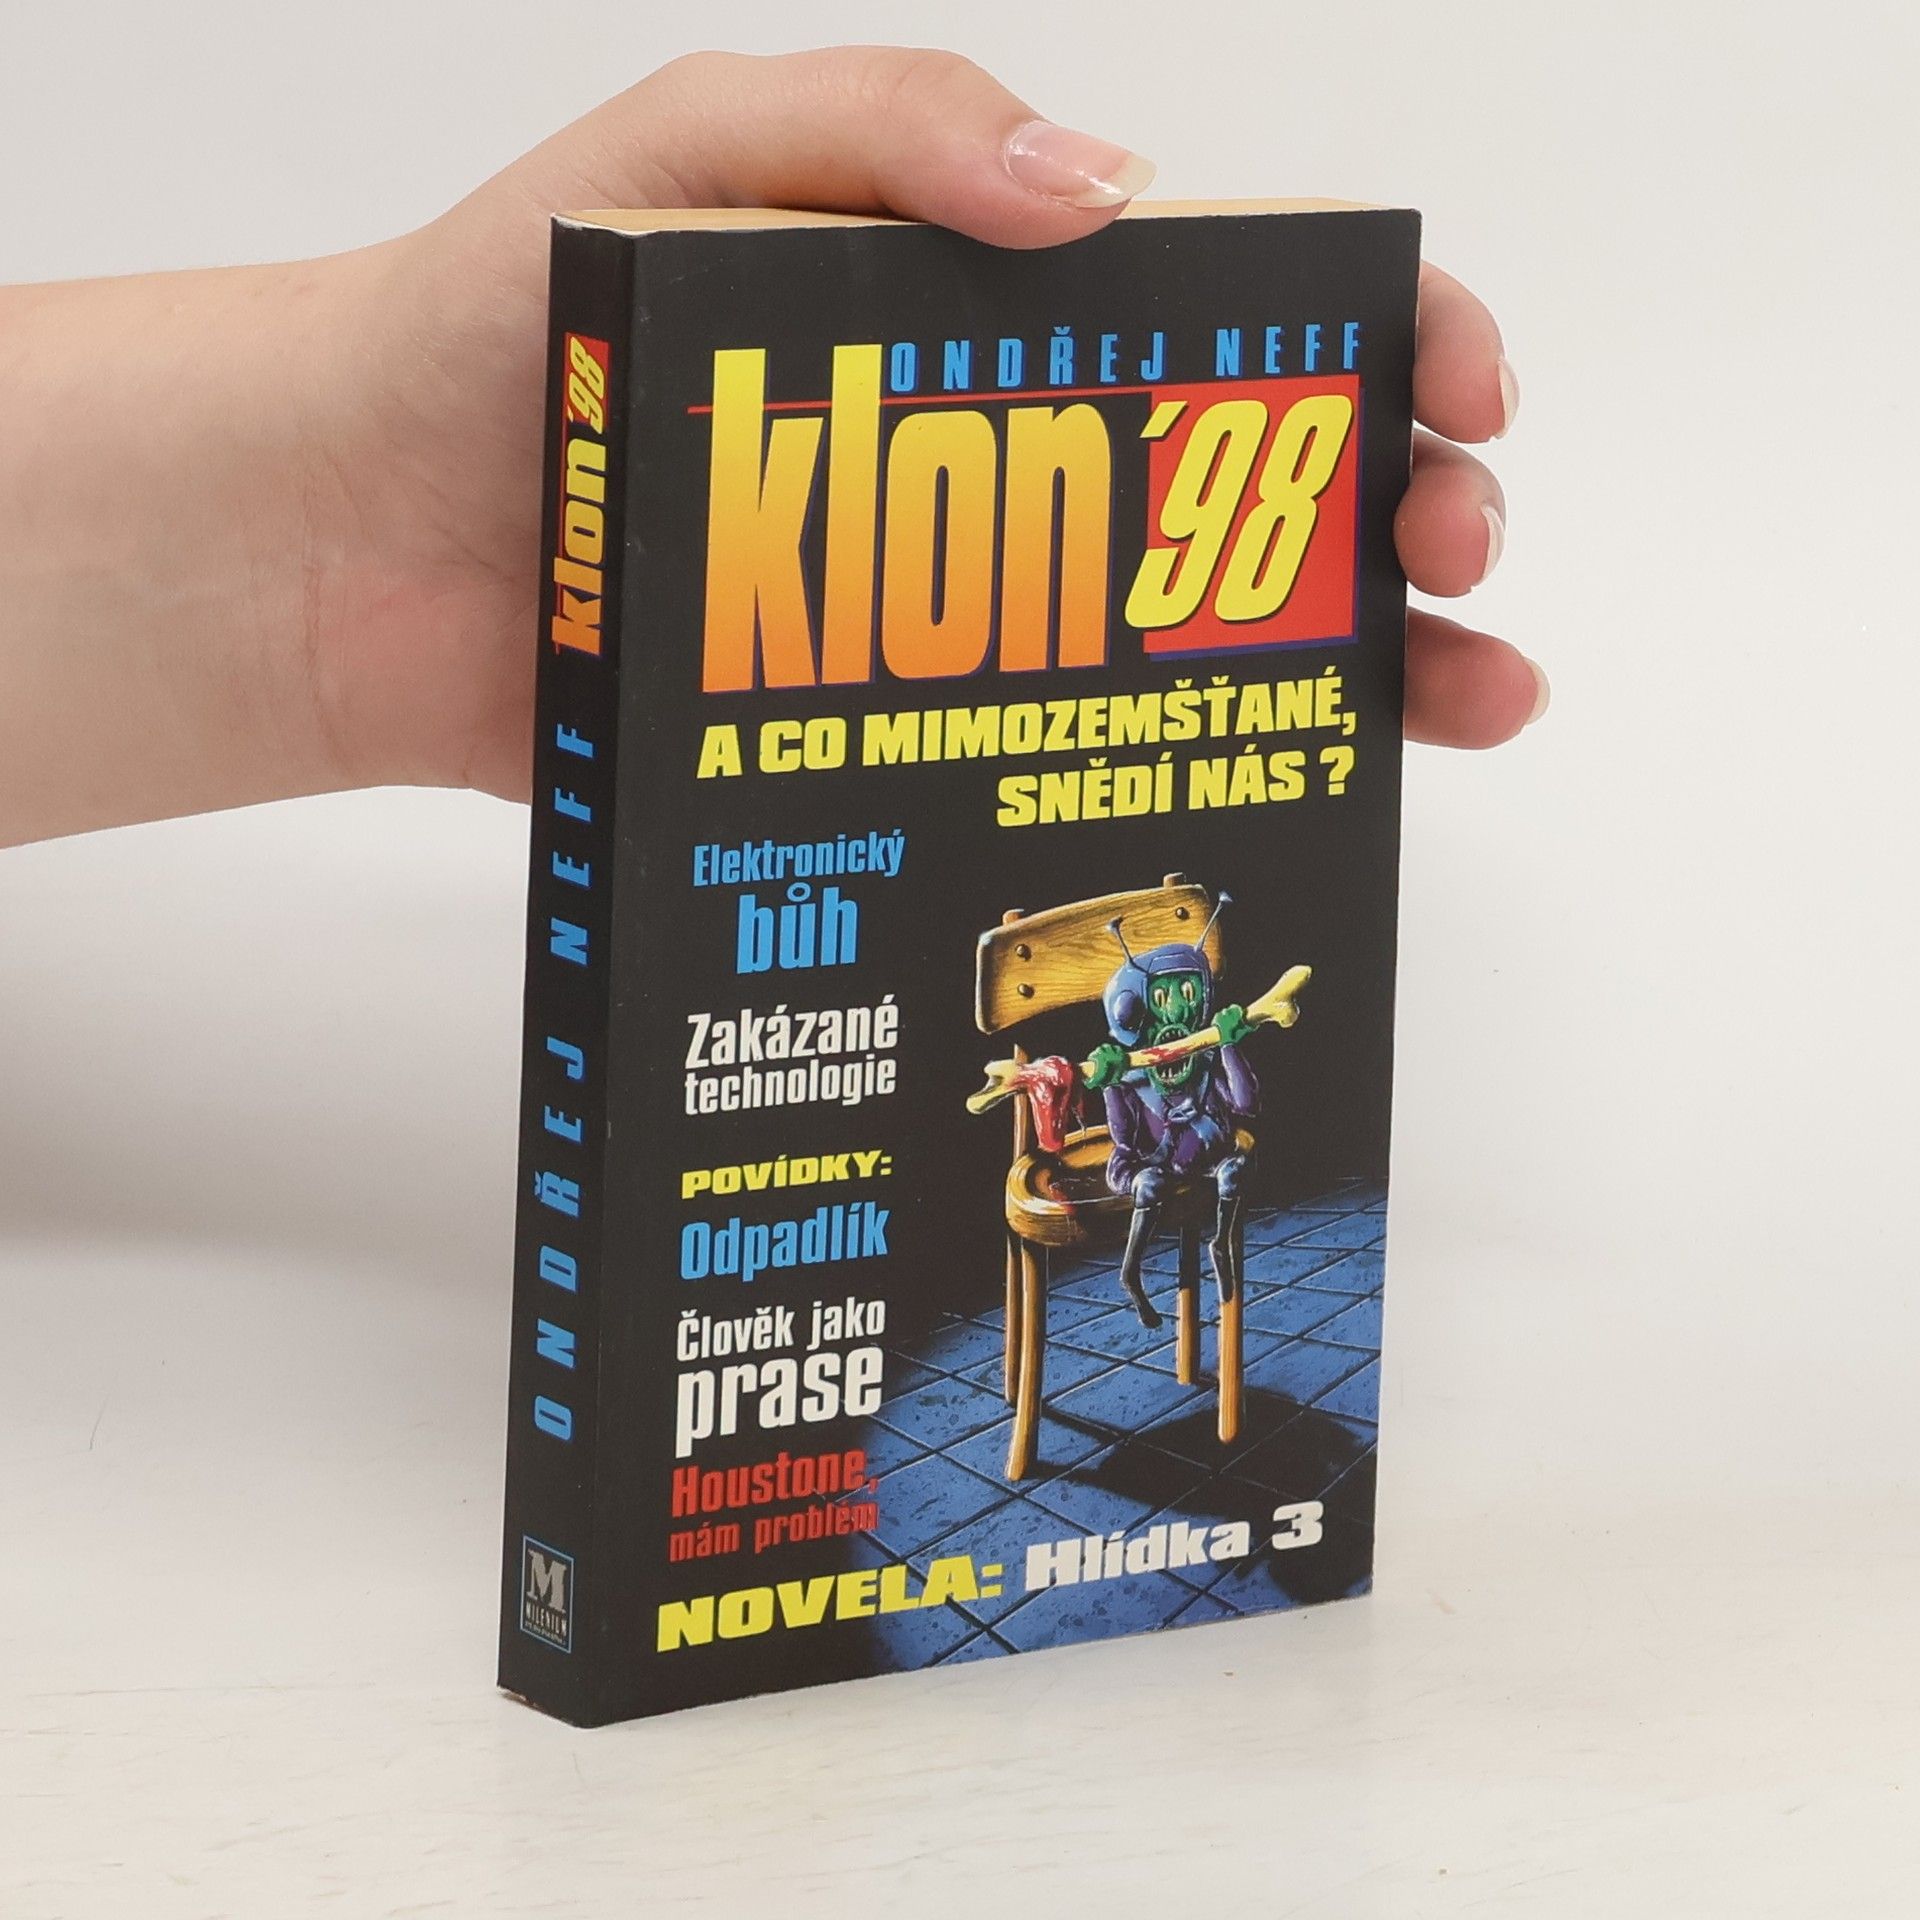 ONDŘEJ NEFF
klon '98
A CO MIMOZEMŠŤANÉ,
SNĚDÍ NÁS ?
Elektronický
bůh
Zakázané
technologie
POVÍDKY:
Odpadlík
Člověk jako
prase
Houstone,
mám problém
NOVELA: Hlídka 3
ONDŘEJ NEFF klon '98
M
MILENIUM